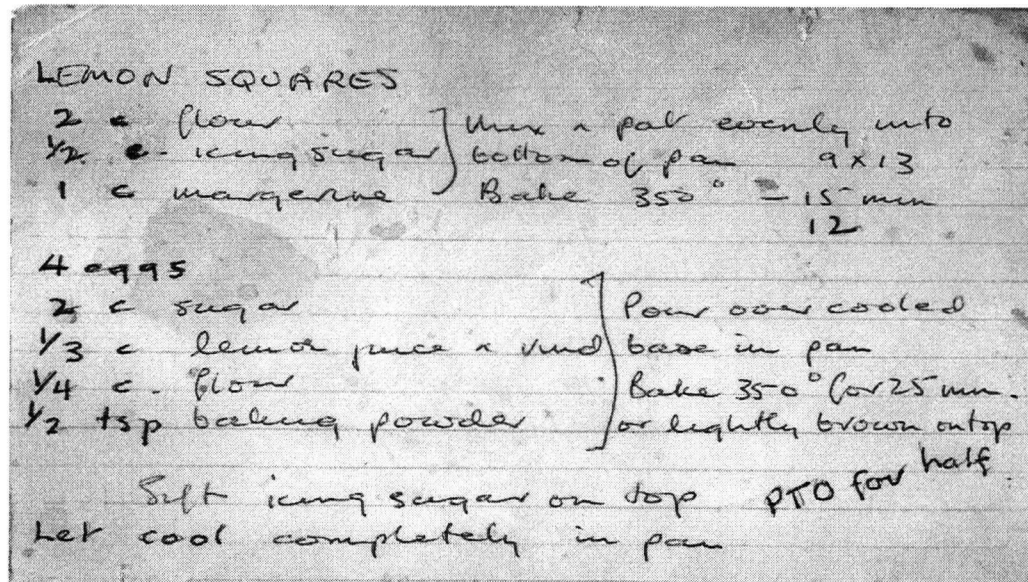 LEMON SQUARES
2 c flour Mix & pat evenly into
1/2 c. icing sugar bottom of pan 9 x 13
1 c margerine Bake 350° - 15 min
12
4 eggs
2 c sugar Pour over cooled
1/3 c lemon juice & rind base in pan
1/4 c. flour Bake 350° for 25 min.
1/2 tsp baking powder or lightly brown on top
Sift icing sugar on top PTO for half
Let cool completely in pan